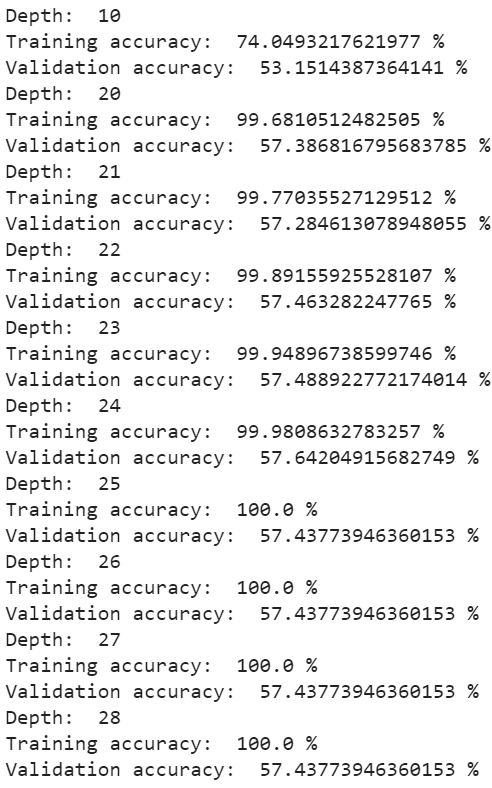 Depth:  10
Training accuracy:  74.0493217621977 %
Validation accuracy:  53.1514387364141 %
Depth:  20
Training accuracy:  99.6810512482505 %
Validation accuracy:  57.386816795683785 %
Depth:  21
Training accuracy:  99.77035527129512 %
Validation accuracy:  57.284613078948055 %
Depth:  22
Training accuracy:  99.89155925528107 %
Validation accuracy:  57.463282247765 %
Depth:  23
Training accuracy:  99.94896738599746 %
Validation accuracy:  57.488922772174014 %
Depth:  24
Training accuracy:  99.9808632783257 %
Validation accuracy:  57.64204915682749 %
Depth:  25
Training accuracy:  100.0 %
Validation accuracy:  57.43773946360153 %
Depth:  26
Training accuracy:  100.0 %
Validation accuracy:  57.43773946360153 %
Depth:  27
Training accuracy:  100.0 %
Validation accuracy:  57.43773946360153 %
Depth:  28
Training accuracy:  100.0 %
Validation accuracy:  57.43773946360153 %